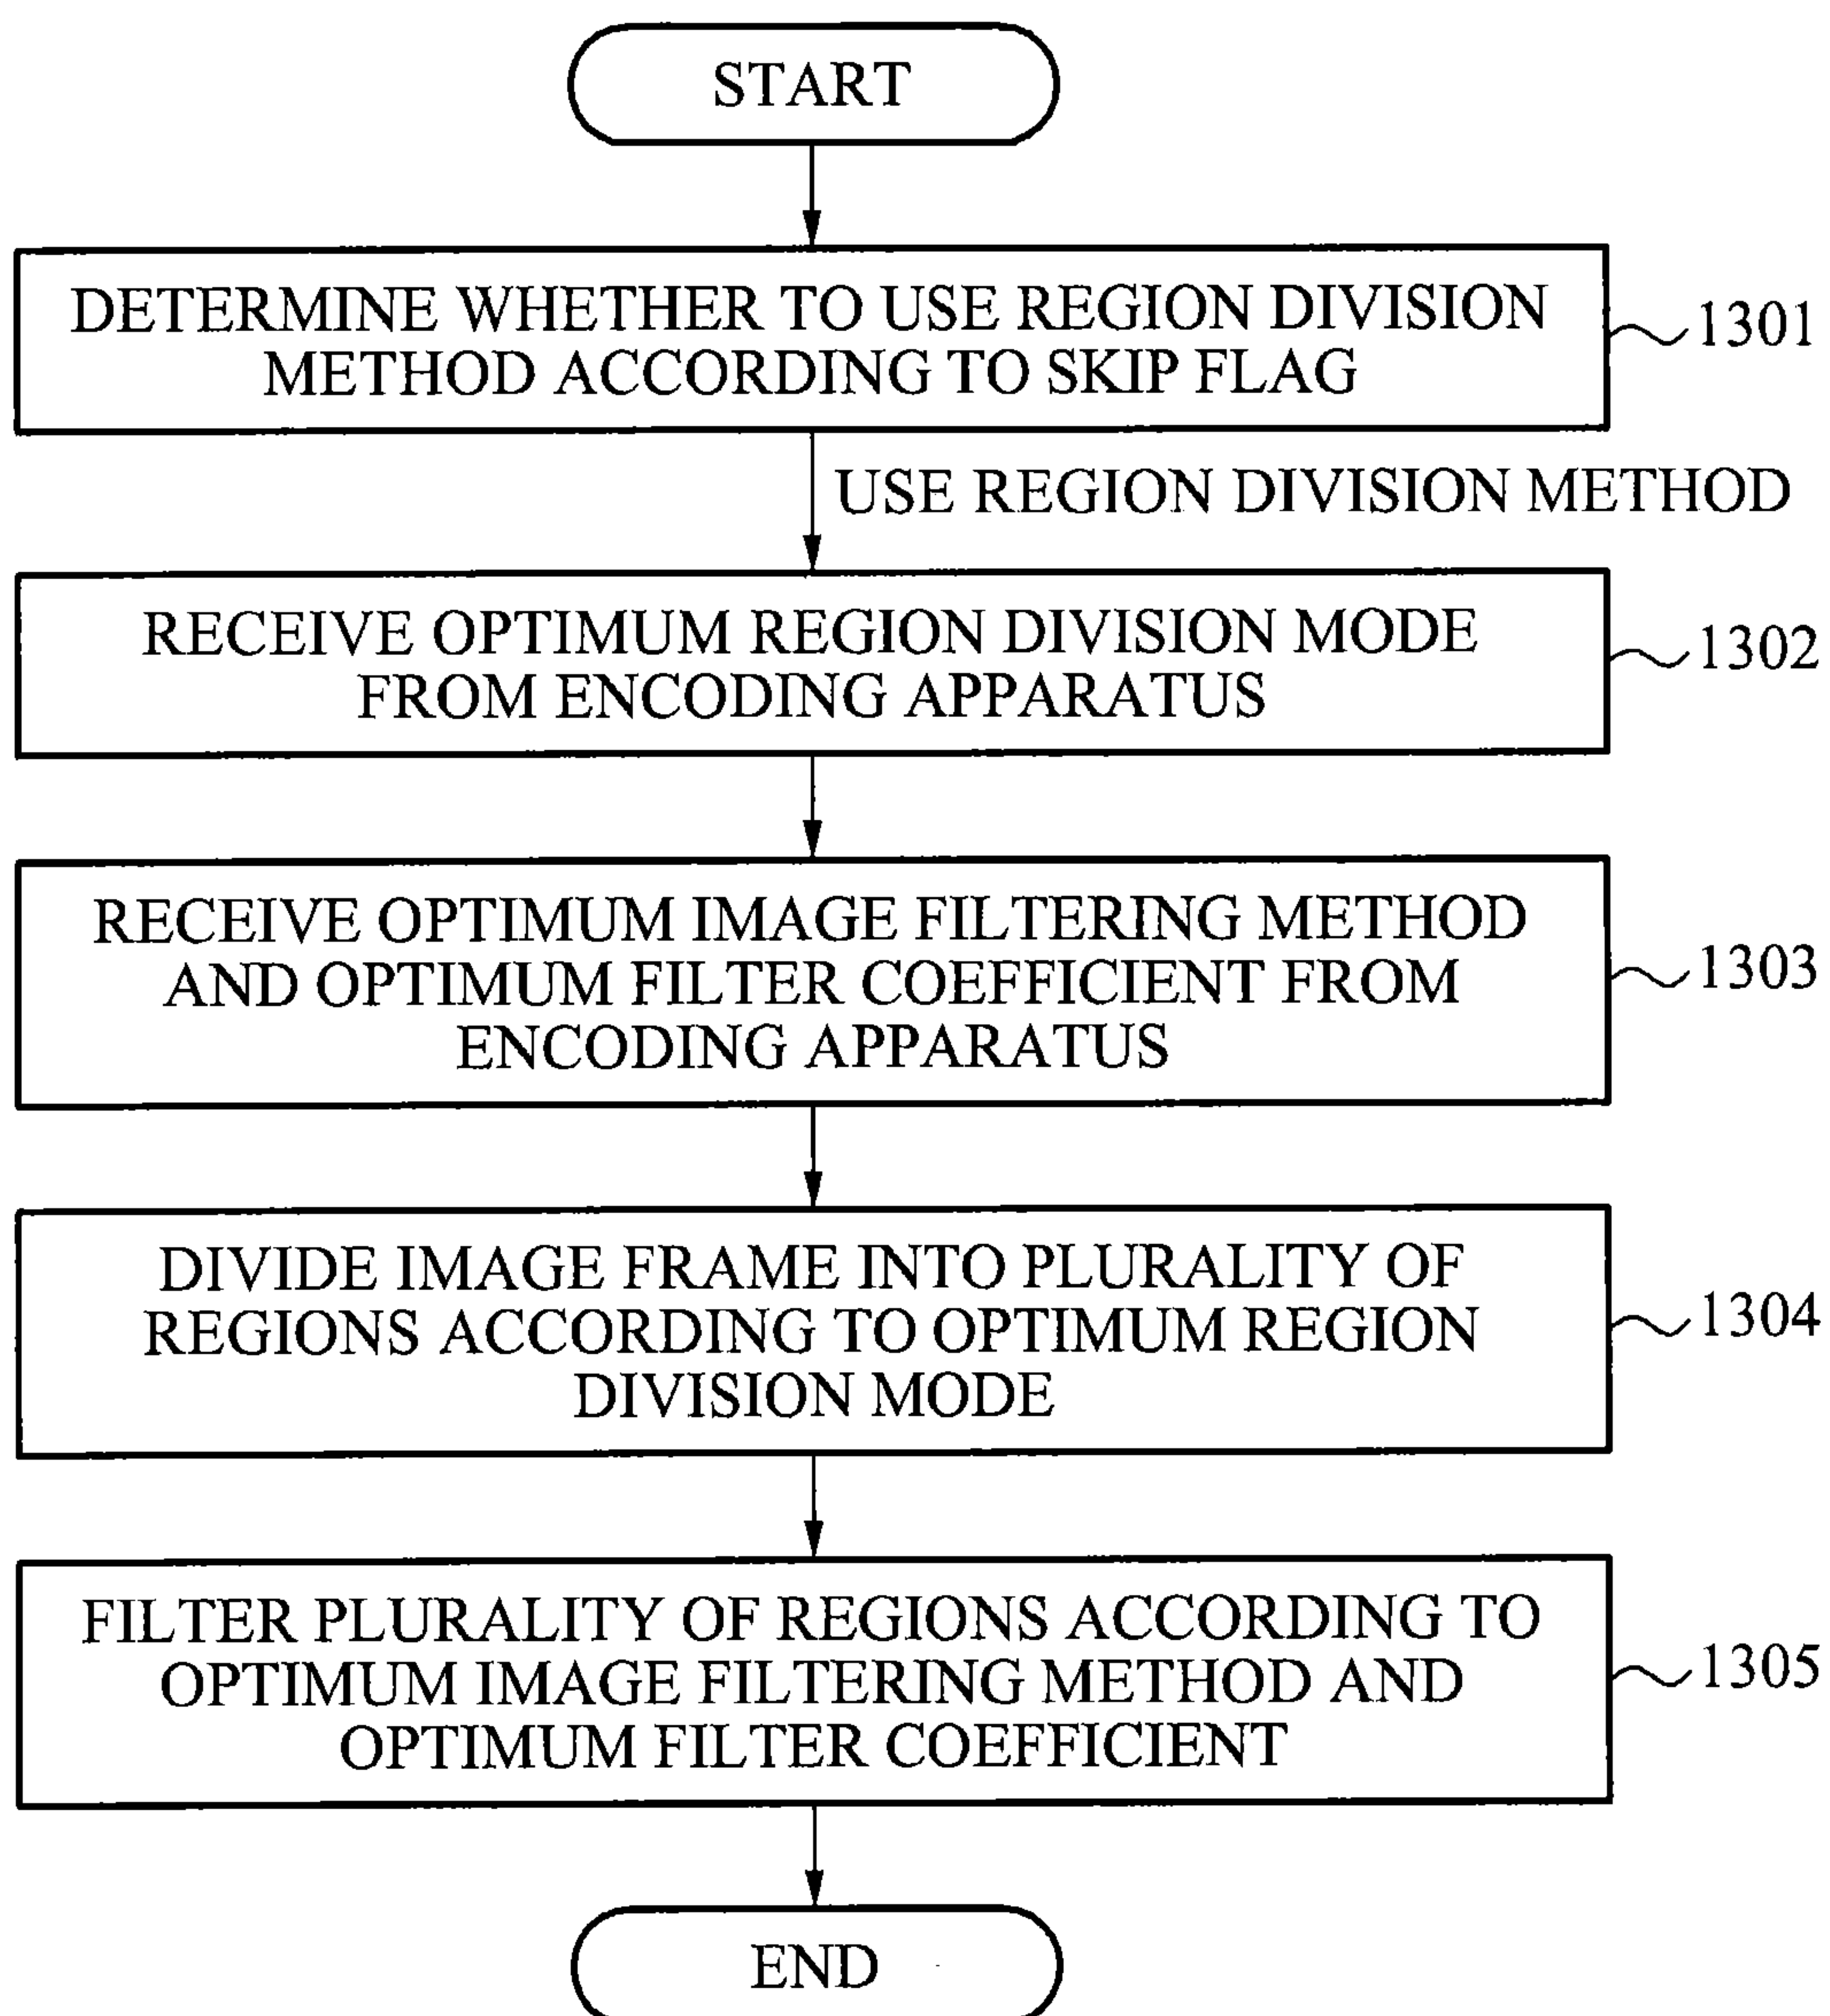 START
DETERMINE WHETHER TO USE REGION DIVISION
METHOD ACCORDING TO SKIP FLAG
1301
USE REGION DIVISION METHOD
RECEIVE OPTIMUM REGION DIVISION MODE
FROM ENCODING APPARATUS
1302
RECEIVE OPTIMUM IMAGE FILTERING METHOD
AND OPTIMUM FILTER COEFFICIENT FROM
ENCODING APPARATUS
1303
DIVIDE IMAGE FRAME INTO PLURALITY OF
REGIONS ACCORDING TO OPTIMUM REGION
DIVISION MODE
1304
FILTER PLURALITY OF REGIONS ACCORDING TO
OPTIMUM IMAGE FILTERING METHOD AND
OPTIMUM FILTER COEFFICIENT
1305
END